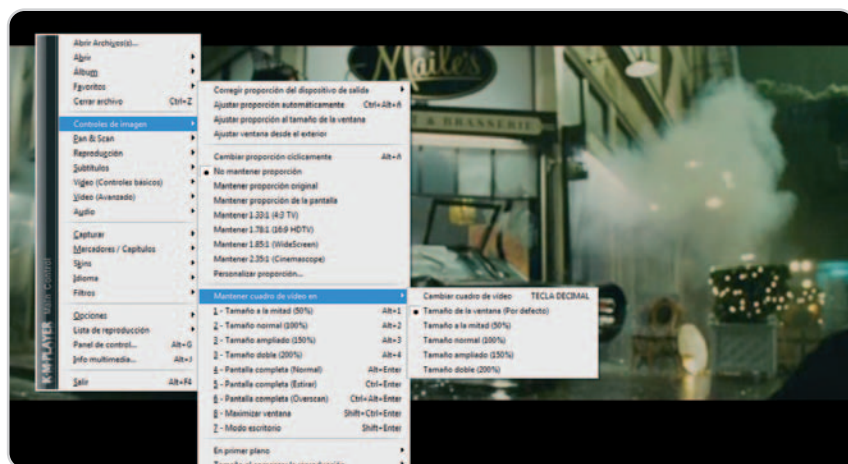 Abrir Archivo(s)...
Abrir
Álbum
Favoritos
Cerrar archivo Ctrl+Z
Controles de imagen
Pan & Scan
Reproducción
Subtítulos
Vídeo (Controles básicos)
Vídeo (Avanzado)
Audio
Capturar
Marcadores / Capítulos
Skins
Idioma
Filtros
Opciones
Lista de reproducción
Panel de control... Alt+G
Info multimedia... Alt+J
Salir Alt+F4
K-M PLAYER Main Control
Corregir proporción del dispositivo de salida
Ajustar proporción automáticamente
Ajustar proporción al tamaño de la ventana
Ajustar ventana desde el exterior
Cambiar proporción cíclicamente
No mantener proporción
Mantener proporción original
Mantener proporción de la pantalla
Mantener 1.33:1 (4:3 TV)
Mantener 1.78:1 (16:9 HDTV)
Mantener 1.85:1 (WideScreen)
Mantener 2.35:1 (Cinemascope)
Personalizar proporción...
Mantener cuadro de vídeo en
1 - Tamaño a la mitad (50%) Alt+1
2 - Tamaño normal (100%) Alt+2
3 - Tamaño ampliado (150%) Alt+3
3 - Tamaño doble (200%) Alt+4
4 - Pantalla completa (Normal) Alt+Enter
5 - Pantalla completa (Estirar) Ctrl+Enter
6 - Pantalla completa (Overscan) Ctrl+Alt+Enter
8 - Maximizar ventana Shift+Ctrl+Enter
7 - Modo escritorio Shift+Enter
En primer plano
Cambiar cuadro de vídeo TECLA DECIMAL
Tamaño de la ventana (Por defecto)
Tamaño a la mitad (50%)
Tamaño normal (100%)
Tamaño ampliado (150%)
Tamaño doble (200%)
Maile's
& BRASSERIE